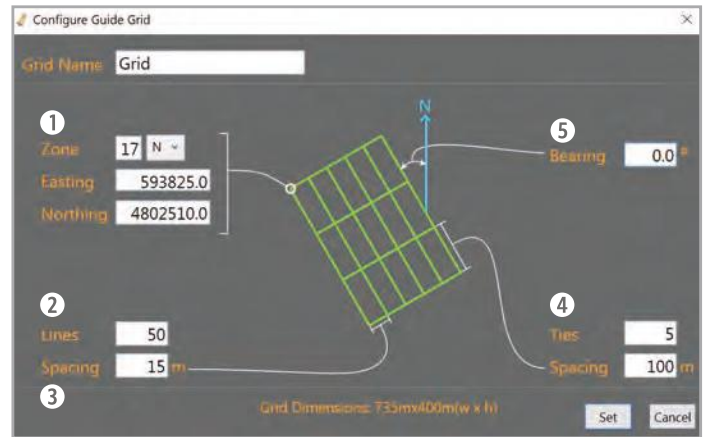 Configure Guide Grid
Grid Name Grid
N
1
Zone 17 N
Easting 593825.0
Northing 4802510.0
5
Bearing 0.0 °
2
Lines 50
Spacing 15 m
3
4
Ties 5
Spacing 100 m
Grid Dimensions: 735mx400m(w x h)
Set Cancel